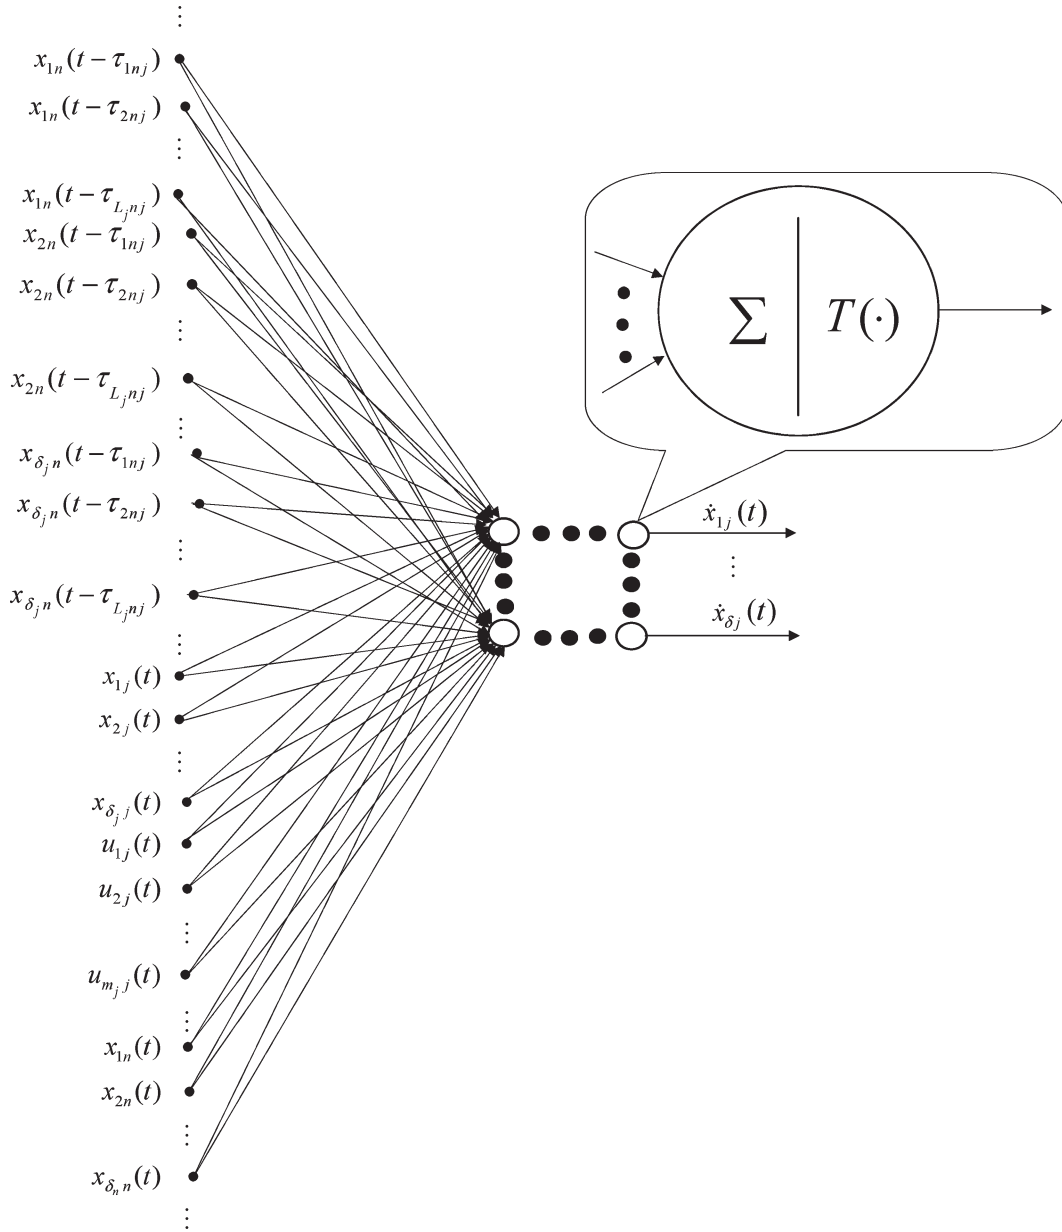 ⋮
x_{1n}(t − τ_{1nj})
x_{1n}(t − τ_{2nj})
⋮
x_{1n}(t − τ_{L_j nj})
x_{2n}(t − τ_{1nj})
x_{2n}(t − τ_{2nj})
⋮
x_{2n}(t − τ_{L_j nj})
⋮
x_{δ_j n}(t − τ_{1nj})
x_{δ_j n}(t − τ_{2nj})
⋮
x_{δ_j n}(t − τ_{L_j nj})
⋮
x_{1j}(t)
x_{2j}(t)
⋮
x_{δ_j j}(t)
u_{1j}(t)
u_{2j}(t)
⋮
u_{m_j j}(t)
⋮
x_{1n}(t)
x_{2n}(t)
⋮
x_{δ_n n}(t)
⋮
Σ | T(·)
ẋ_{1j}(t)
⋮
ẋ_{δj}(t)